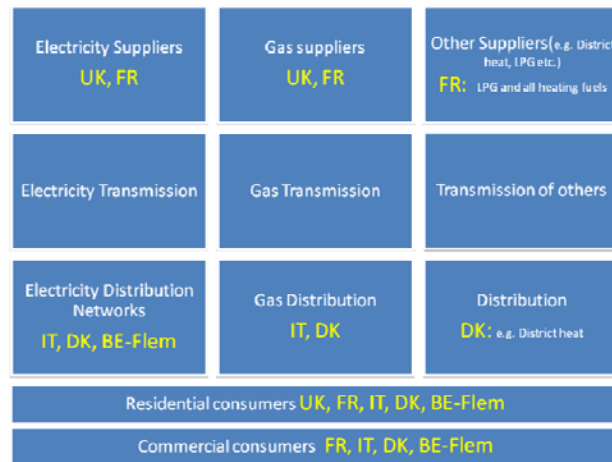 Electricity Suppliers
UK, FR
Gas suppliers
UK, FR
Other Suppliers(e.g. District
heat, LPG etc.)
FR: LPG and all heating fuels
Electricity Transmission
Gas Transmission
Transmission of others
Electricity Distribution
Networks
IT, DK, BE-Flem
Gas Distribution
IT, DK
Distribution
DK: e.g. District heat
Residential consumers UK, FR, IT, DK, BE-Flem
Commercial consumers FR, IT, DK, BE-Flem